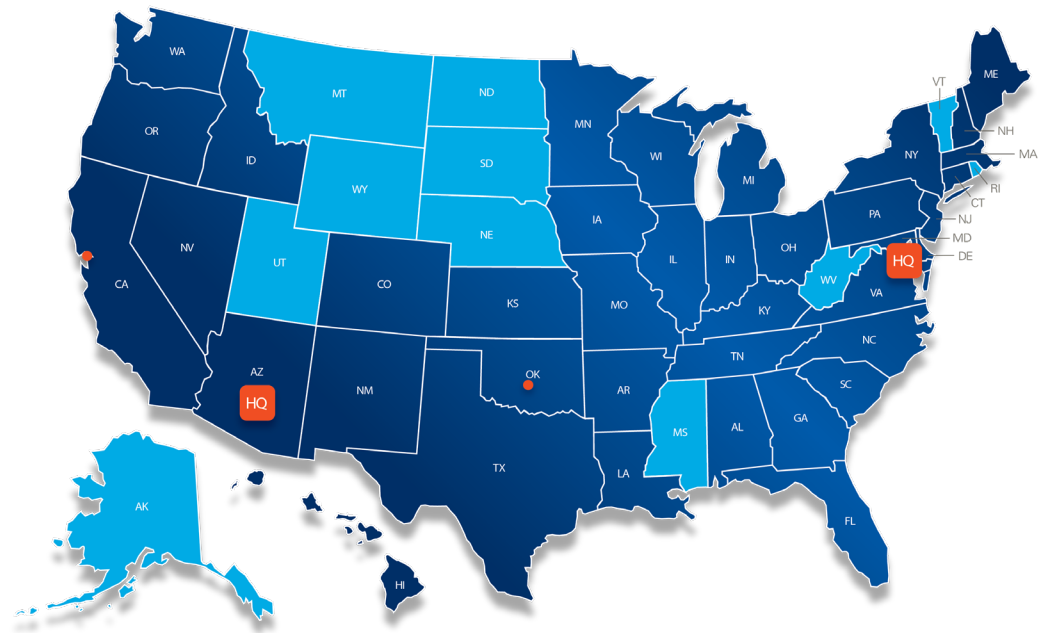 WA
MT
ND
MN
ME
VT
OR
ID
SD
WI
MI
NY
NH
MA
WY
RI
CT
NV
UT
NE
IA
PA
NJ
MD
DE
CA
CO
KS
MO
IL
IN
OH
WV
VA
HQ
KY
AZ
NM
OK
AR
TN
NC
SC
HQ
TX
LA
MS
AL
GA
FL
AK
HI